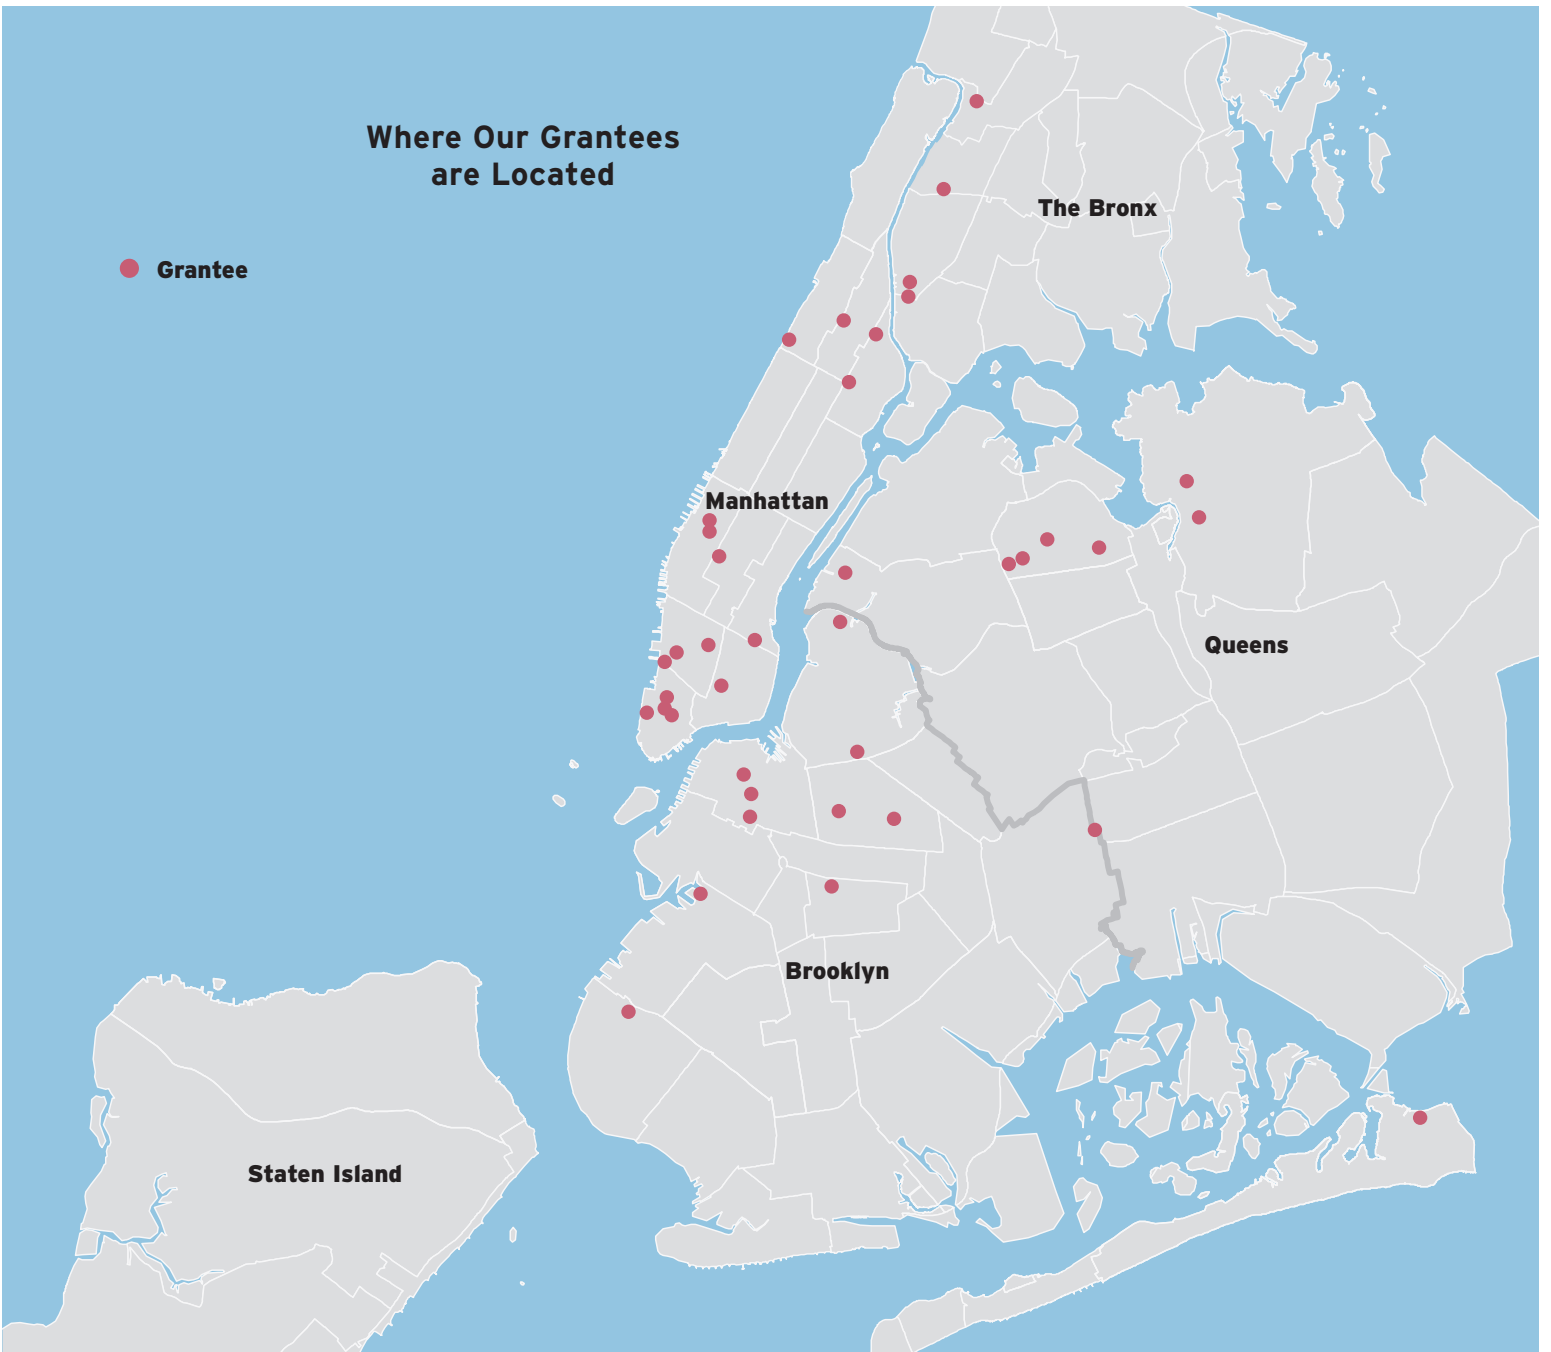 Where Our Grantees
are Located
Grantee
The Bronx
Manhattan
Queens
Brooklyn
Staten Island